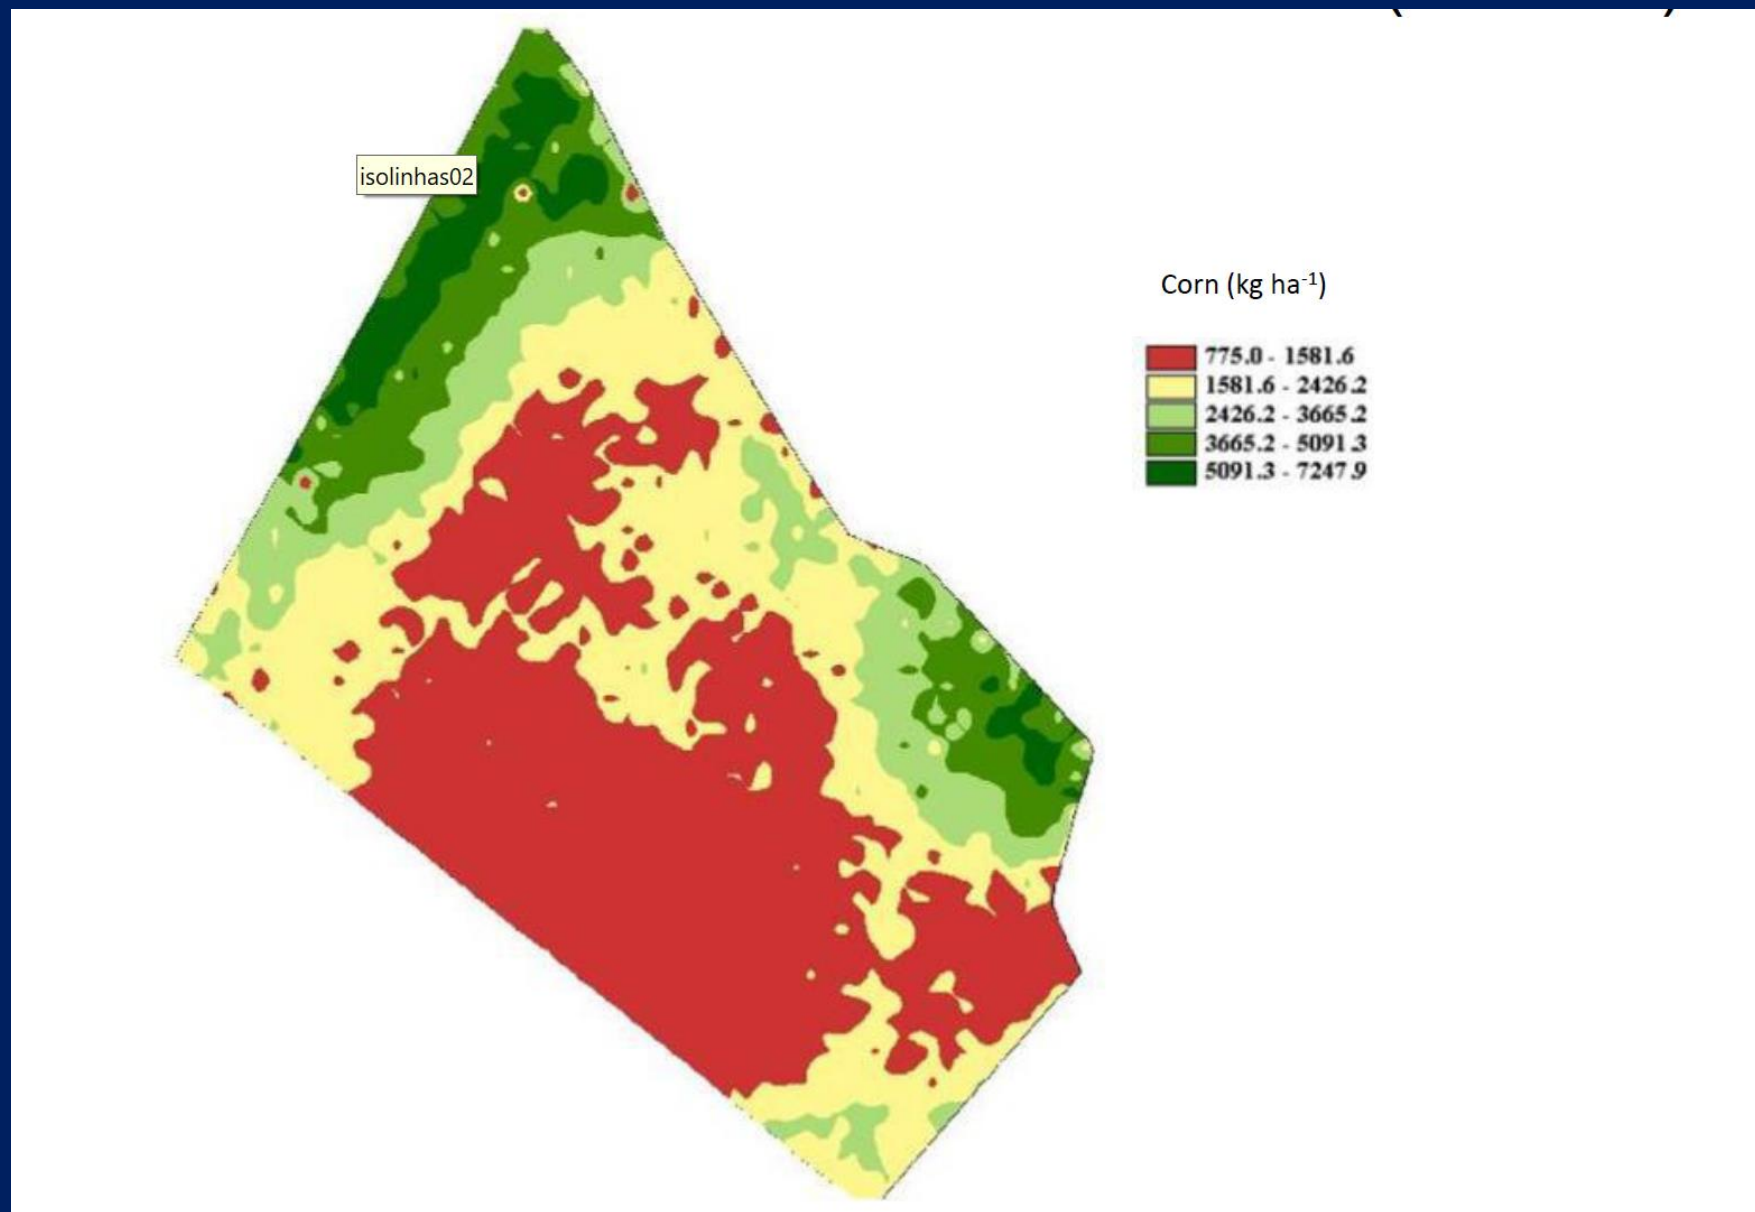 isolinhas02
Corn (kg ha⁻¹)
775.0 - 1581.6
1581.6 - 2426.2
2426.2 - 3665.2
3665.2 - 5091.3
5091.3 - 7247.9